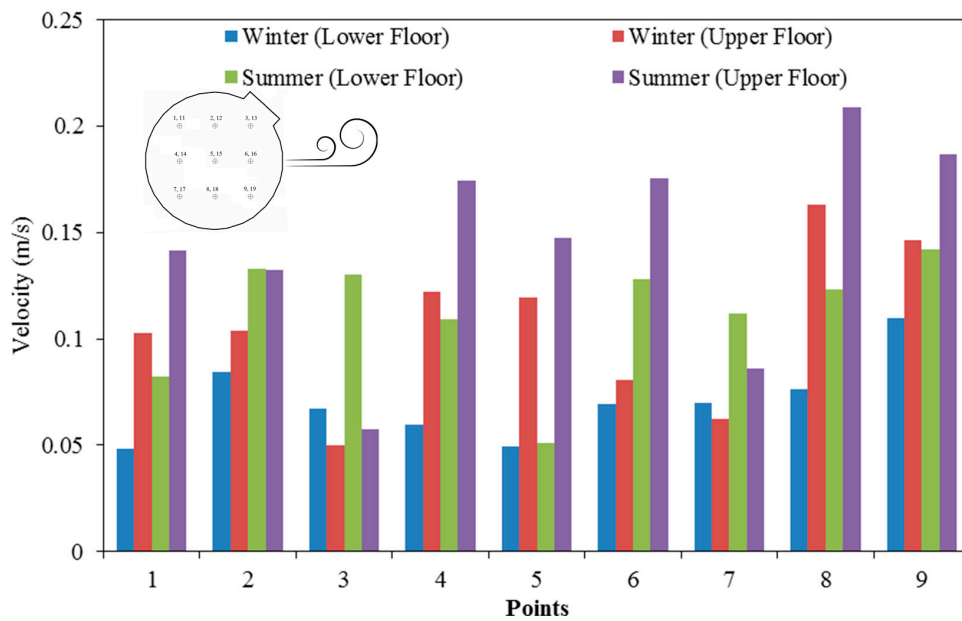 0.25
0.2
0.15
0.1
0.05
0
Velocity (m/s)
Winter (Lower Floor)
Winter (Upper Floor)
Summer (Lower Floor)
Summer (Upper Floor)
1, 11 2, 12 3, 13
4, 14 5, 15 6, 16
7, 17 8, 18 9, 19
1 2 3 4 5 6 7 8 9
Points